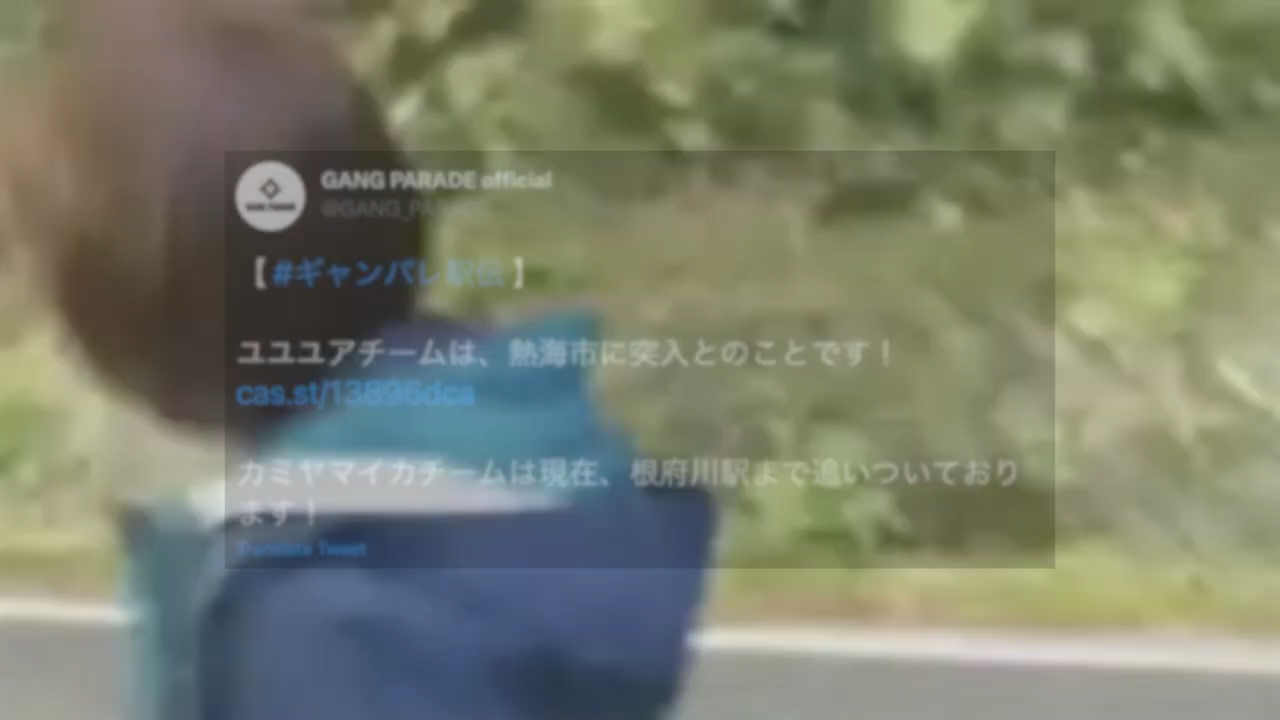 GANG PARADE official
@GANG_PARADE
【#ギャンパレ駅伝 】
ユユユアチームは、熱海市に突入とのことです！
cas.st/13896dca
カミヤマイカチームは現在、根府川駅まで追いついており
ます！
Translate Tweet